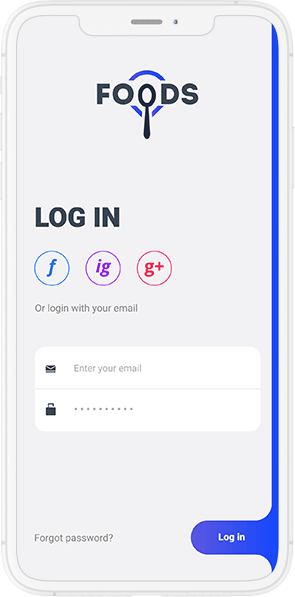 FOODS
LOG IN
f ig g+
Or login with your email
Enter your email
Forgot password?
Log in